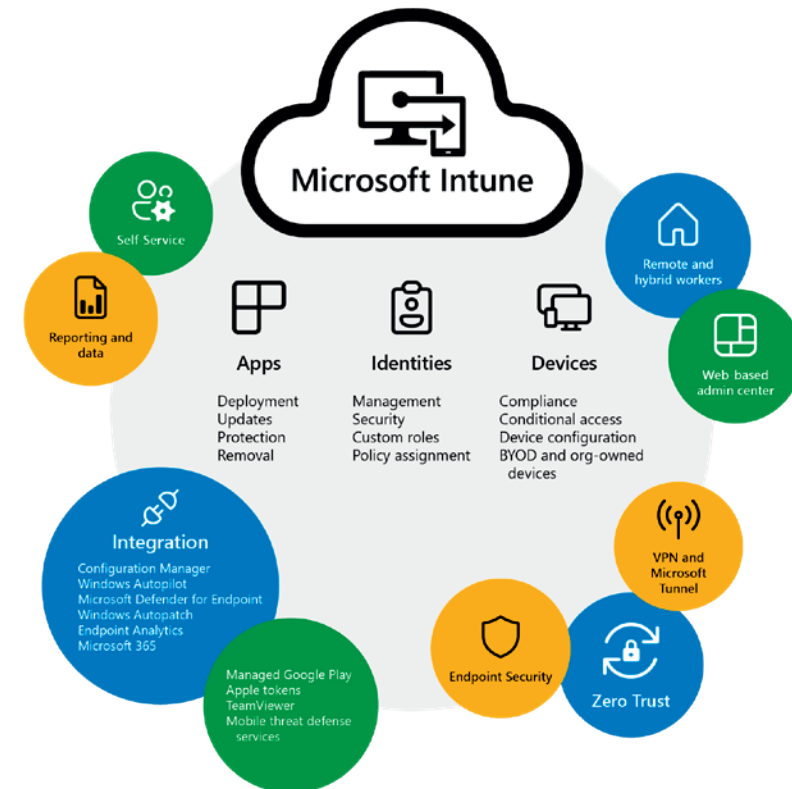 Microsoft Intune
Self Service
Reporting and
data
Remote and
hybrid workers
Web based
admin center
Apps
Deployment
Updates
Protection
Removal
Identities
Management
Security
Custom roles
Policy assignment
Devices
Compliance
Conditional access
Device configuration
BYOD and org-owned
devices
Integration
Configuration Manager
Windows Autopilot
Microsoft Defender for Endpoint
Windows Autopatch
Endpoint Analytics
Microsoft 365
Managed Google Play
Apple tokens
TeamViewer
Mobile threat defense
services
VPN and
Microsoft
Tunnel
Endpoint Security
Zero Trust